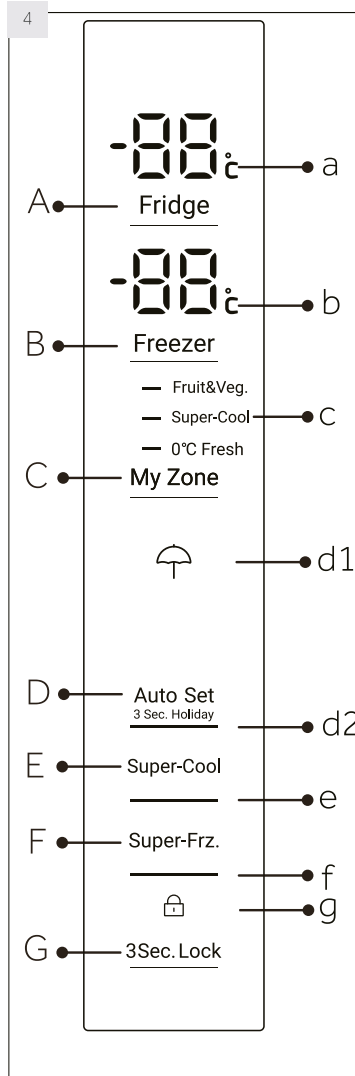 4
-88°C
a
A
Fridge
-88°C
b
B
Freezer
Fruit&Veg.
Super-Cool
c
0°C Fresh
C
My Zone
d1
D
Auto Set
3 Sec. Holiday
d2
E
Super-Cool
e
F
Super-Frz.
f
g
G
3Sec. Lock